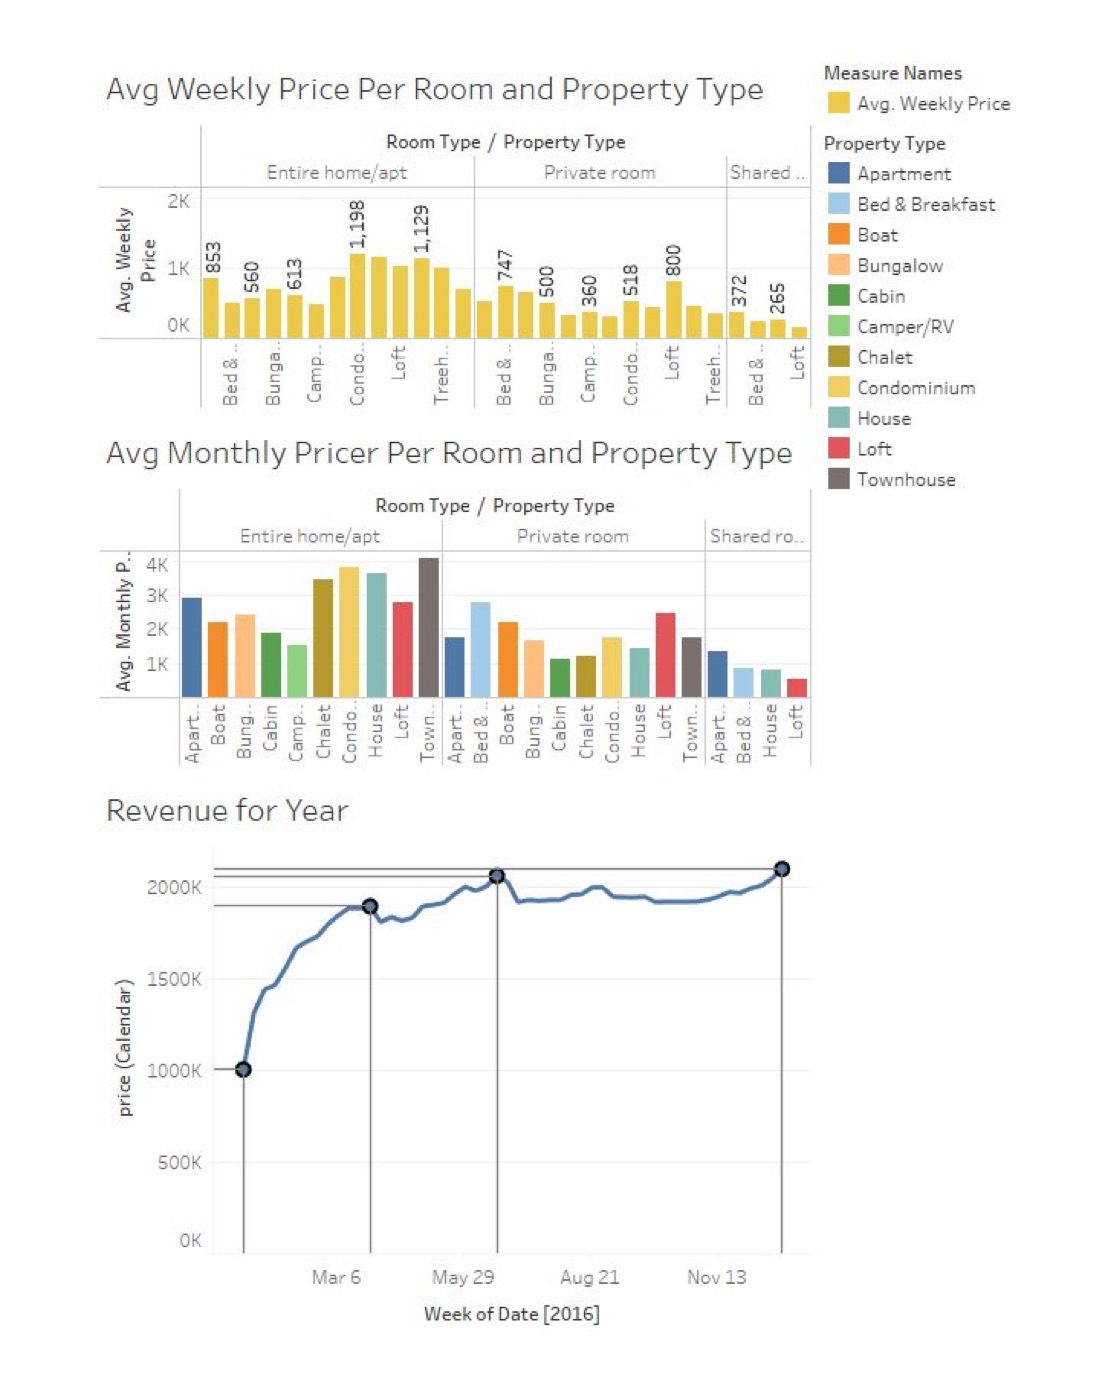 Avg Weekly Price Per Room and Property Type
Room Type / Property Type
Entire home/apt Private room Shared ..
Avg. Weekly
Price
2K
1K
0K
853 560 613 1,198 1,129 747 500 360 518 800 372 265
Bed & .. Bunga.. Camp.. Condo.. Loft Treeh.. Bed & .. Bunga.. Camp.. Condo.. Loft Treeh.. Bed & .. Loft
Measure Names
Avg. Weekly Price
Property Type
Apartment
Bed & Breakfast
Boat
Bungalow
Cabin
Camper/RV
Chalet
Condominium
House
Loft
Townhouse
Avg Monthly Pricer Per Room and Property Type
Room Type / Property Type
Entire home/apt Private room Shared ro..
Avg. Monthly P..
4K
3K
2K
1K
Apart.. Boat Bung.. Cabin Camp.. Chalet Condo.. House Loft Town.. Apart.. Bed & .. Boat Bung.. Cabin Chalet Condo.. House Loft Town.. Apart.. Bed & .. House Loft
Revenue for Year
price (Calendar)
2000K
1500K
1000K
500K
0K
Mar 6 May 29 Aug 21 Nov 13
Week of Date [2016]